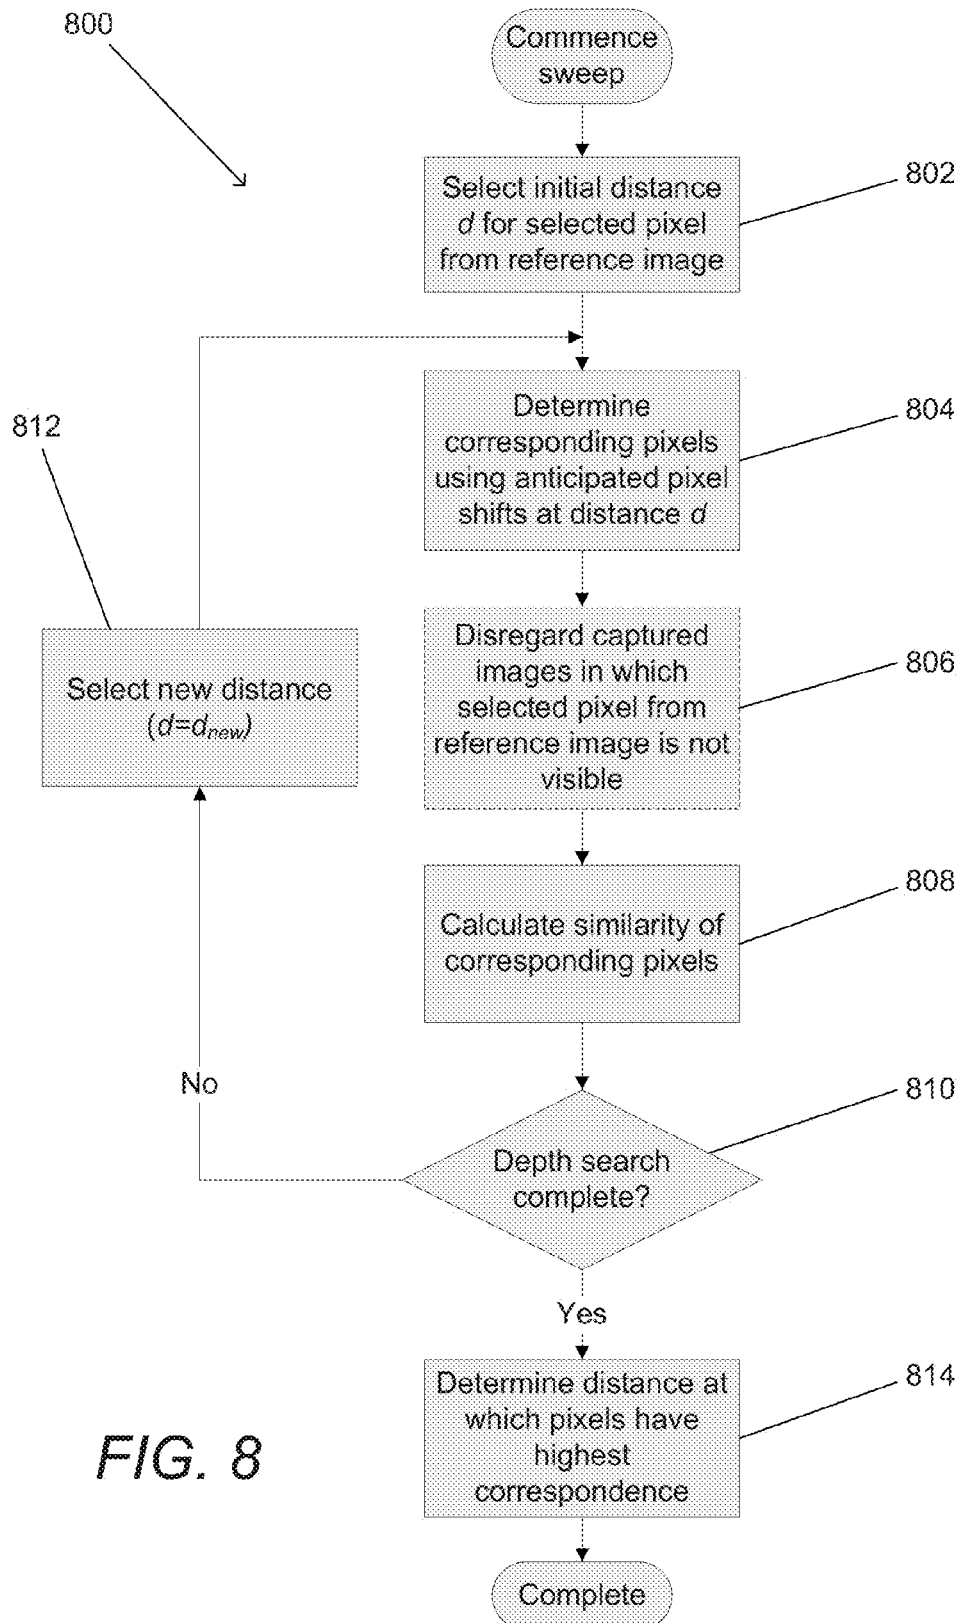 800
Commence
sweep
Select initial distance
d for selected pixel
from reference image
802
Determine
corresponding pixels
using anticipated pixel
shifts at distance d
804
812
Select new distance
(d=dnew)
Disregard captured
images in which
selected pixel from
reference image is not
visible
806
Calculate similarity of
corresponding pixels
808
No
Depth search
complete?
810
Yes
Determine distance at
which pixels have
highest
correspondence
814
FIG. 8
Complete